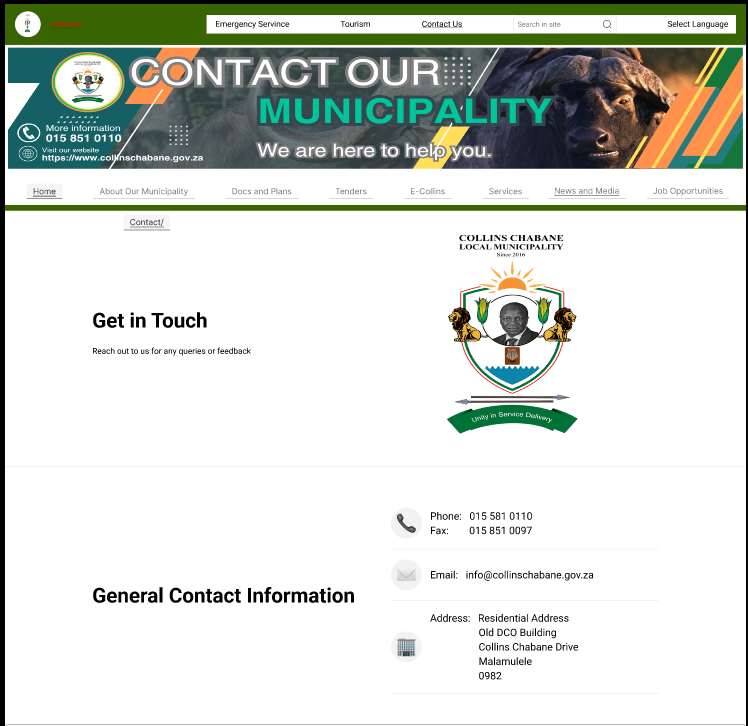 Emergency Servince Tourism Contact Us Search in site Select Language
CONTACT OUR
MUNICIPALITY
More information
015 851 0110
Visit our website
https://www.collinschabane.gov.za
We are here to help you.
Home About Our Municipality Docs and Plans Tenders E-Collins Services News and Media Job Opportunities
Contact/
COLLINS CHABANE
LOCAL MUNICIPALITY
Since 2016
Get in Touch
Reach out to us for any queries or feedback
Unity in Service Delivery
Phone: 015 581 0110
Fax: 015 851 0097
Email: info@collinschabane.gov.za
General Contact Information
Address: Residential Address
Old DCO Building
Collins Chabane Drive
Malamulele
0982